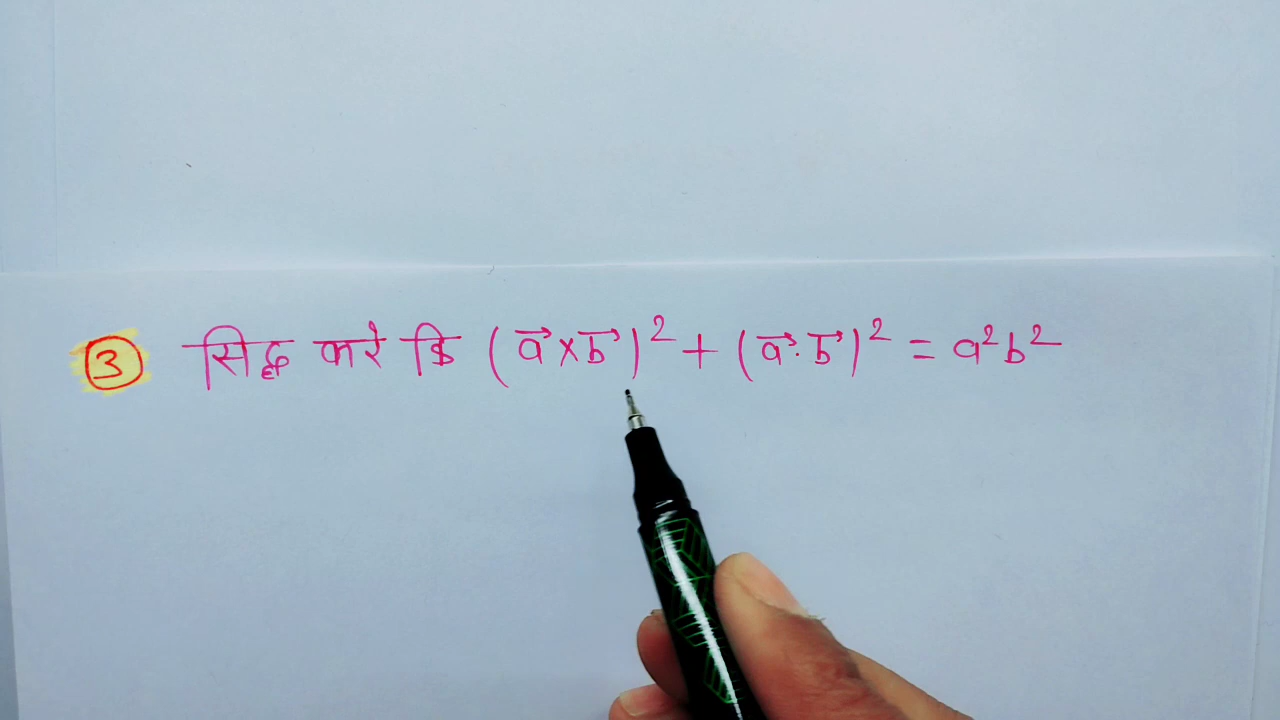 3 सिद्ध करे कि (a⃗×b⃗)² + (a⃗·b⃗)² = a²b²